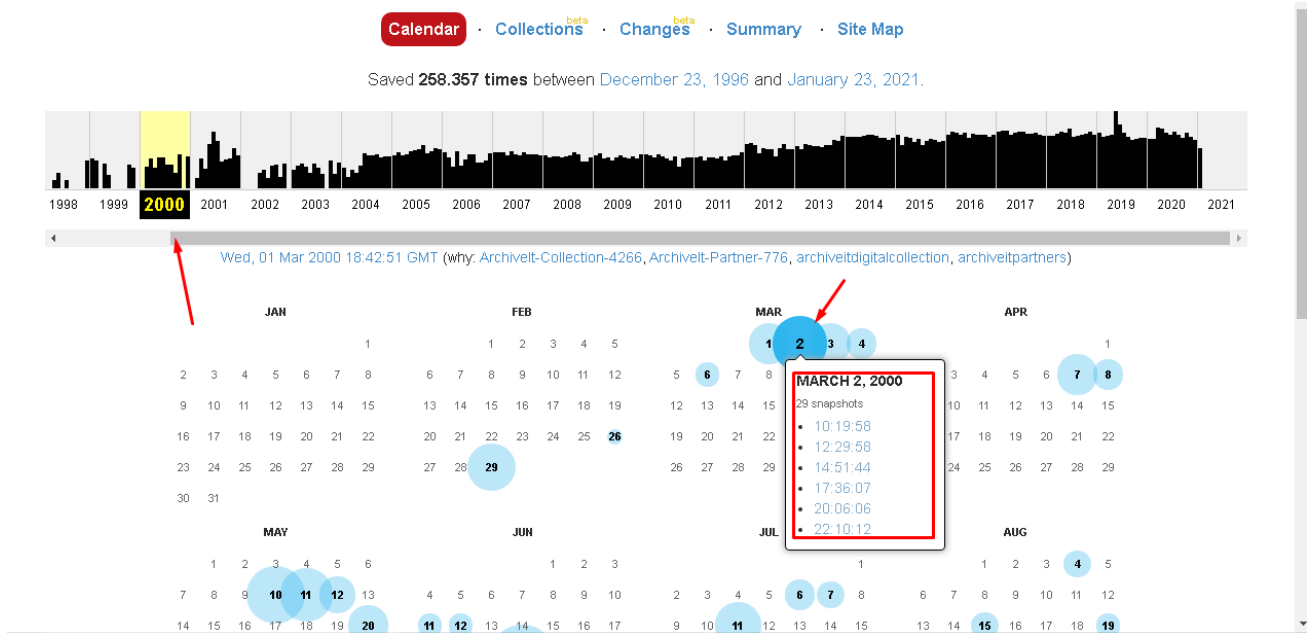 Calendar · Collections beta · Changes beta · Summary · Site Map
Saved 258.357 times between December 23, 1996 and January 23, 2021.
1998 1999 2000 2001 2002 2003 2004 2005 2006 2007 2008 2009 2010 2011 2012 2013 2014 2015 2016 2017 2018 2019 2020 2021
Wed, 01 Mar 2000 18:42:51 GMT (why: ArchiveIt-Collection-4266, ArchiveIt-Partner-776, archiveitdigitalcollection, archiveitpartners)
JAN
1
2 3 4 5 6 7 8
9 10 11 12 13 14 15
16 17 18 19 20 21 22
23 24 25 26 27 28 29
30 31
FEB
1 2 3 4 5
6 7 8 9 10 11 12
13 14 15 16 17 18 19
20 21 22 23 24 25 26
27 28 29
MAR
1 2 3 4
5 6 7 8
12 13 14 15
19 20 21 22
26 27 28 29
MARCH 2, 2000
29 snapshots
• 10:19:58
• 12:29:58
• 14:51:44
• 17:36:07
• 20:06:06
• 22:10:12
APR
1
3 4 5 6 7 8
10 11 12 13 14 15
17 18 19 20 21 22
24 25 26 27 28 29
MAY
1 2 3 4 5 6
7 8 9 10 11 12 13
14 15 16 17 18 19 20
JUN
1 2 3
4 5 6 7 8 9 10
11 12 13 14 15 16 17
JUL
1
2 3 4 5 6 7 8
9 10 11 12 13 14 15
AUG
1 2 3 4 5
6 7 8 9 10 11 12
13 14 15 16 17 18 19